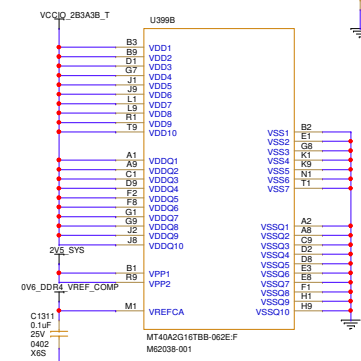 VCCIO_2B3A3B_T
U399B
B3 VDD1
B9 VDD2
D1 VDD3
G7 VDD4
J1 VDD5
J9 VDD6
L1 VDD7
L9 VDD8
R1 VDD9
T9 VDD10
VSS1 B2
VSS2 E1
VSS3 G8
VSS4 K1
VSS5 K9
VSS6 N1
VSS7 T1
A1 VDDQ1
A9 VDDQ2
C1 VDDQ3
D9 VDDQ4
F2 VDDQ5
F8 VDDQ6
G1 VDDQ7
G9 VDDQ8
J2 VDDQ9
J8 VDDQ10
VSSQ1 A2
VSSQ2 A8
VSSQ3 C9
VSSQ4 D2
VSSQ5 D8
VSSQ6 E3
VSSQ7 E8
VSSQ8 F1
VSSQ9 H1
VSSQ10 H9
2V5_SYS
B1 VPP1
R9 VPP2
0V6_DDR4_VREF_COMP
M1 VREFCA
C1311
0.1uF
25V
0402
X6S
MT40A2G16TBB-062E:F
M62038-001